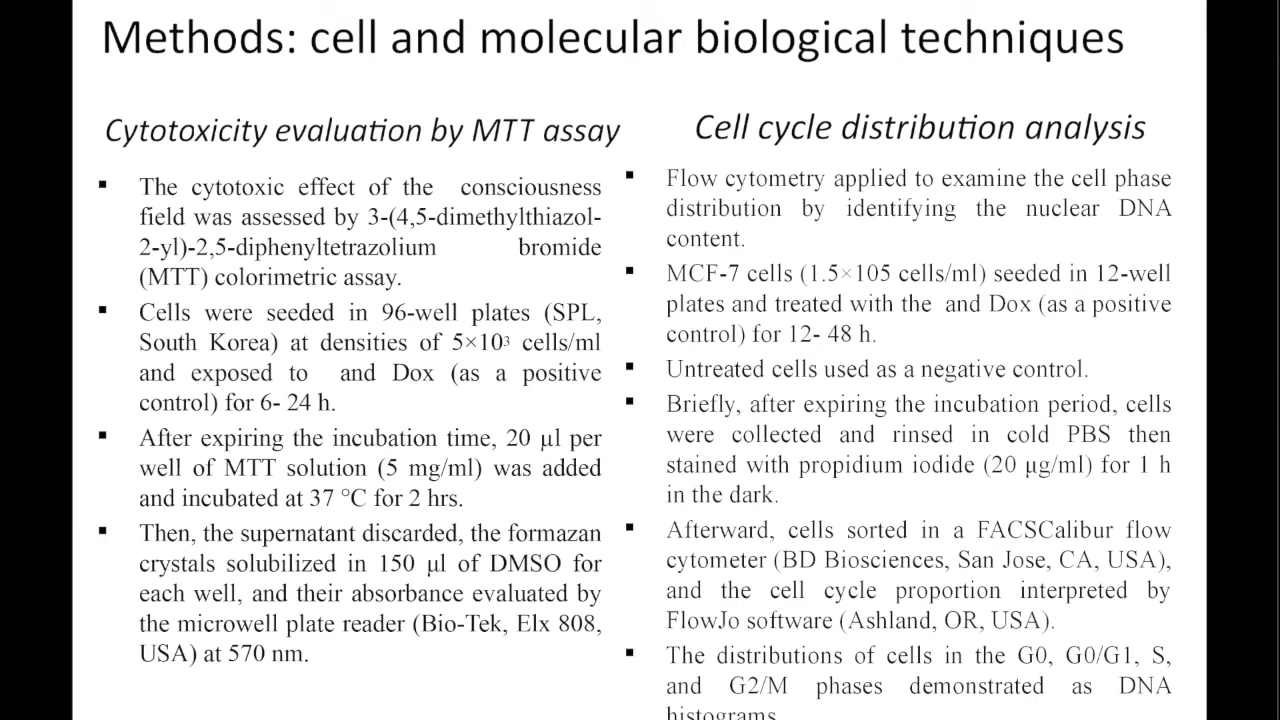 Methods: cell and molecular biological techniques
Cytotoxicity evaluation by MTT assay
▪ The cytotoxic effect of the consciousness
field was assessed by 3-(4,5-dimethylthiazol-
2-yl)-2,5-diphenyltetrazolium bromide
(MTT) colorimetric assay.
▪ Cells were seeded in 96-well plates (SPL,
South Korea) at densities of 5×10³ cells/ml
and exposed to and Dox (as a positive
control) for 6- 24 h.
▪ After expiring the incubation time, 20 μl per
well of MTT solution (5 mg/ml) was added
and incubated at 37 °C for 2 hrs.
▪ Then, the supernatant discarded, the formazan
crystals solubilized in 150 μl of DMSO for
each well, and their absorbance evaluated by
the microwell plate reader (Bio-Tek, Elx 808,
USA) at 570 nm.
Cell cycle distribution analysis
▪ Flow cytometry applied to examine the cell phase
distribution by identifying the nuclear DNA
content.
▪ MCF-7 cells (1.5×105 cells/ml) seeded in 12-well
plates and treated with the and Dox (as a positive
control) for 12- 48 h.
▪ Untreated cells used as a negative control.
▪ Briefly, after expiring the incubation period, cells
were collected and rinsed in cold PBS then
stained with propidium iodide (20 μg/ml) for 1 h
in the dark.
▪ Afterward, cells sorted in a FACSCalibur flow
cytometer (BD Biosciences, San Jose, CA, USA),
and the cell cycle proportion interpreted by
FlowJo software (Ashland, OR, USA).
▪ The distributions of cells in the G0, G0/G1, S,
and G2/M phases demonstrated as DNA
histograms.